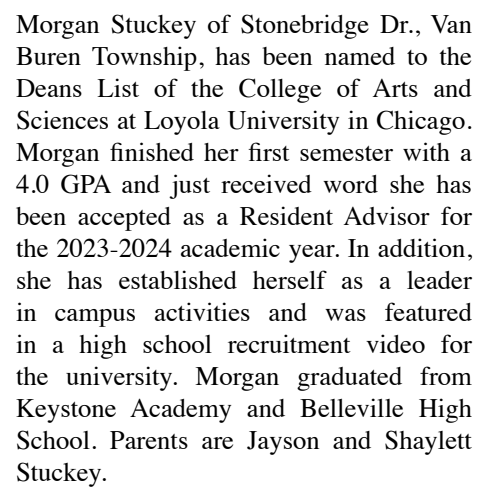 Morgan Stuckey of Stonebridge Dr., Van
Buren Township, has been named to the
Deans List of the College of Arts and
Sciences at Loyola University in Chicago.
Morgan finished her first semester with a
4.0 GPA and just received word she has
been accepted as a Resident Advisor for
the 2023-2024 academic year. In addition,
she has established herself as a leader
in campus activities and was featured
in a high school recruitment video for
the university. Morgan graduated from
Keystone Academy and Belleville High
School. Parents are Jayson and Shaylett
Stuckey.